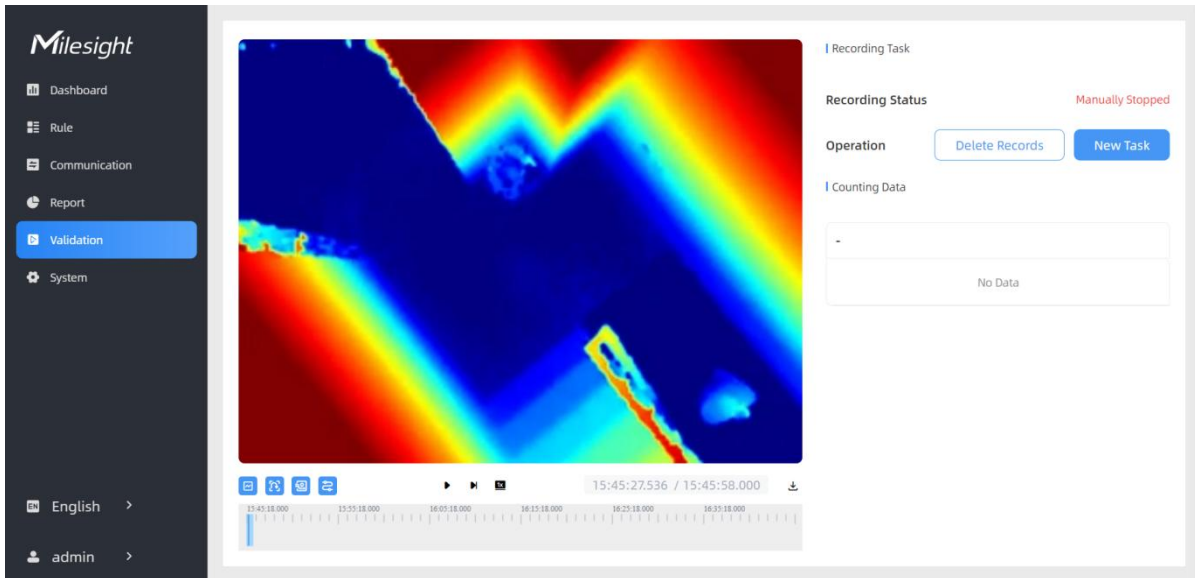 Milesight
Dashboard
Rule
Communication
Report
Validation
System
EN English >
admin >
1x
15:45:27.536 / 15:45:58.000
15:45:18.000 15:55:18.000 16:05:18.000 16:15:18.000 16:25:18.000 16:35:18.000
Recording Task
Recording Status Manually Stopped
Operation Delete Records New Task
Counting Data
-
No Data